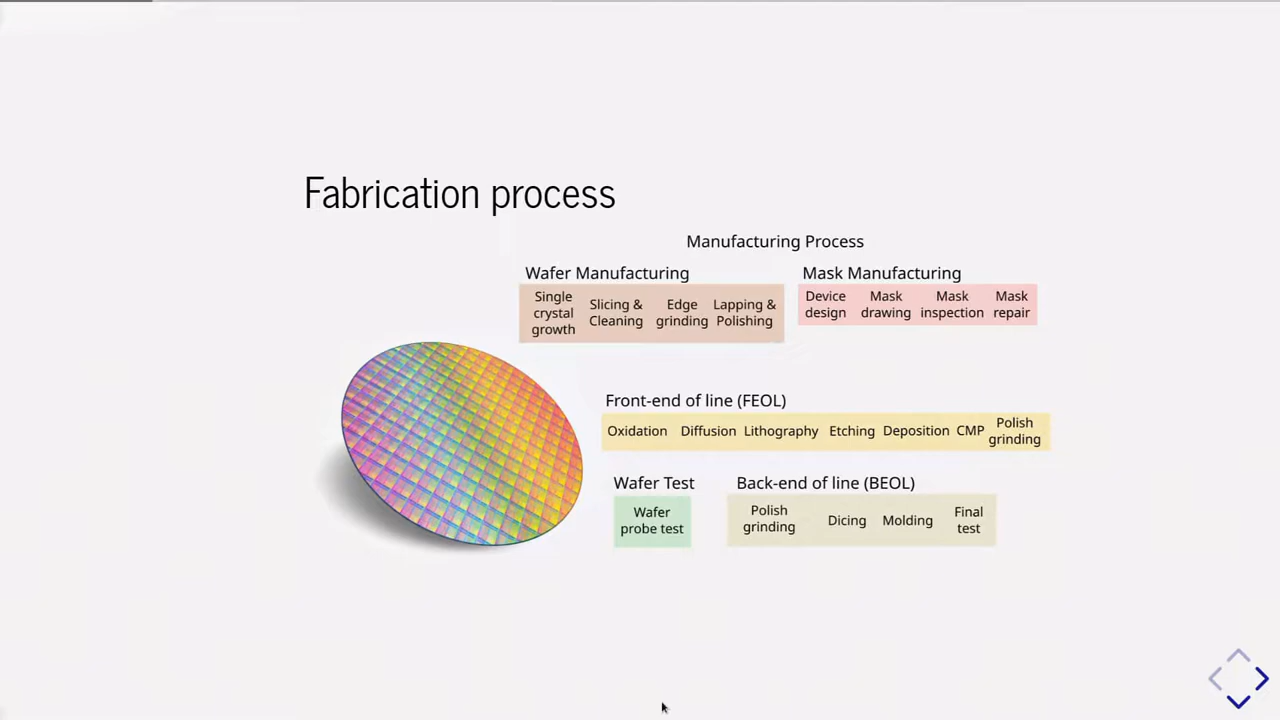 Fabrication process
Manufacturing Process
Wafer Manufacturing
Single
crystal
growth
Slicing &
Cleaning
Edge
grinding
Lapping &
Polishing
Mask Manufacturing
Device
design
Mask
drawing
Mask
inspection
Mask
repair
Front-end of line (FEOL)
Oxidation
Diffusion
Lithography
Etching
Deposition
CMP
Polish
grinding
Wafer Test
Wafer
probe test
Back-end of line (BEOL)
Polish
grinding
Dicing
Molding
Final
test